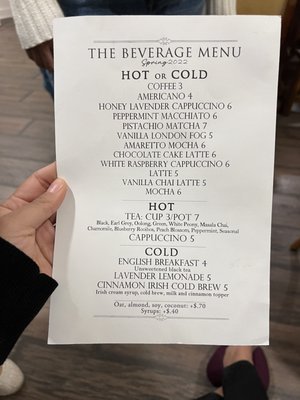 THE BEVERAGE MENU
Spring 2022
HOT OR COLD
COFFEE 3
AMERICANO 4
HONEY LAVENDER CAPPUCCINO 6
PEPPERMINT MACCHIATO 6
PISTACHIO MATCHA 7
VANILLA LONDON FOG 5
AMARETTO MOCHA 6
CHOCOLATE CAKE LATTE 6
WHITE RASPBERRY CAPPUCCINO 6
LATTE 5
VANILLA CHAI LATTE 5
MOCHA 6
HOT
TEA: CUP 3/POT 7
Black, Earl Grey, Oolong, Green, White Peony, Masala Chai,
Chamomile, Blueberry Rooibos, Peach Blossom, Peppermint, Seasonal
CAPPUCCINO 5
COLD
ENGLISH BREAKFAST 4
Unsweetened black tea
LAVENDER LEMONADE 5
CINNAMON IRISH COLD BREW 5
Irish cream syrup, cold brew, milk and cinnamon topper
Oat, almond, soy, coconut: +$.70
Syrups: +$.40